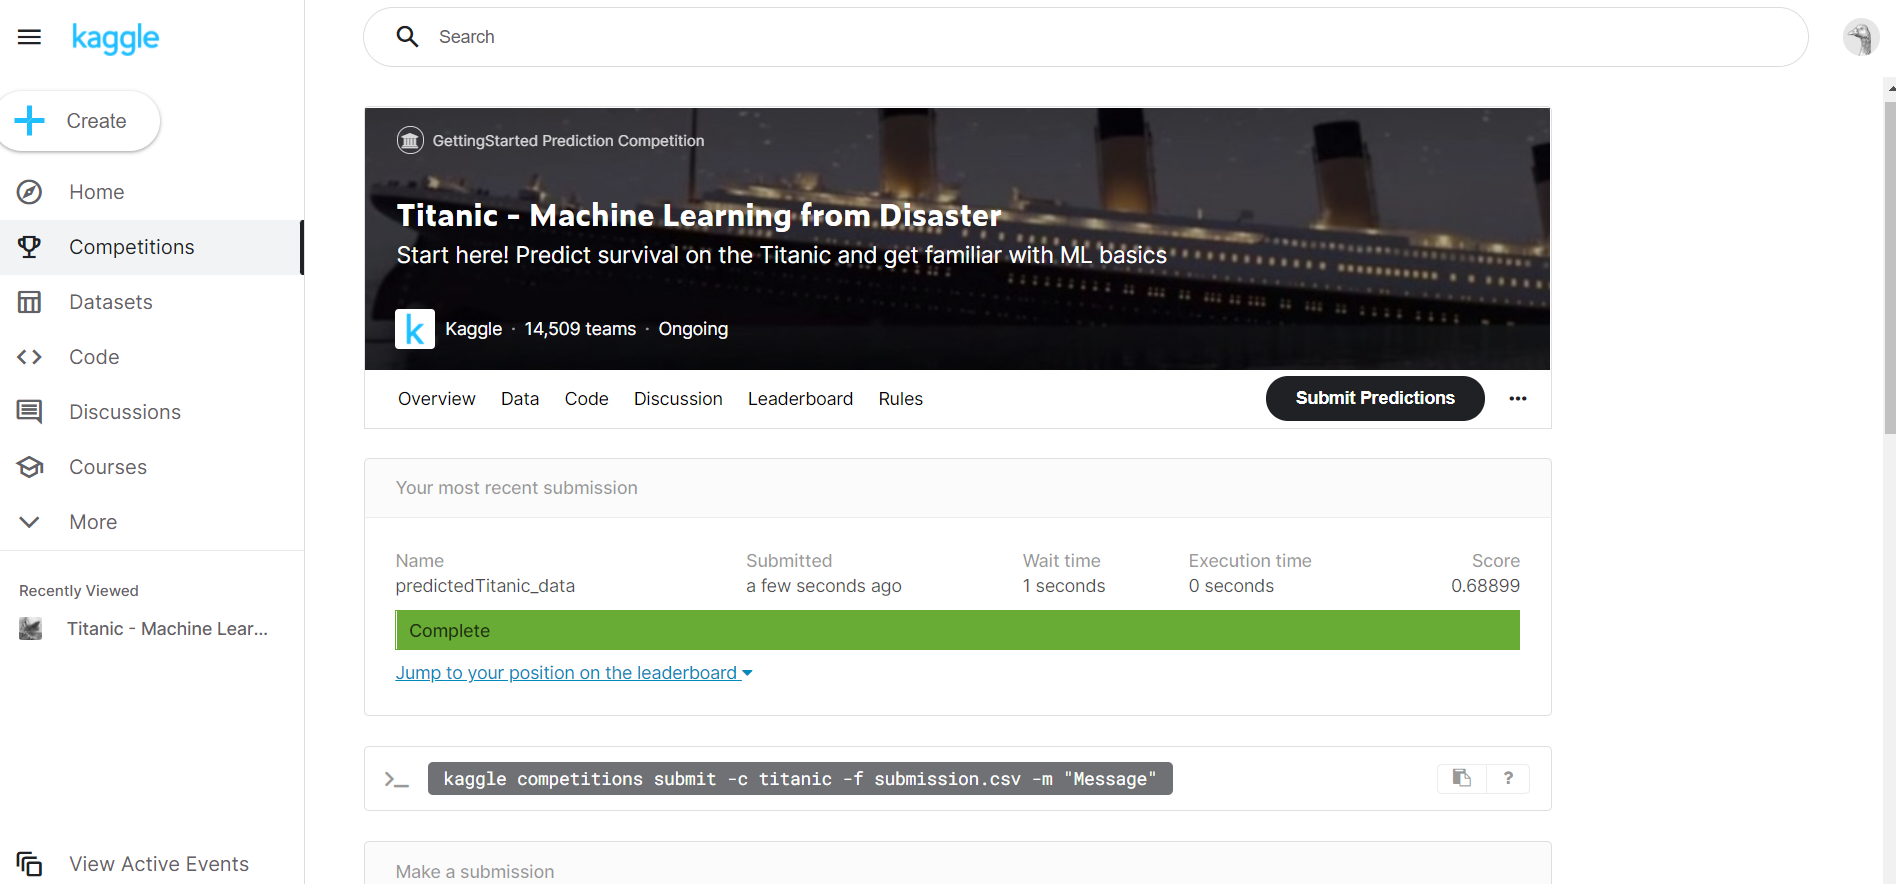 kaggle
Search
Create
Home
Competitions
Datasets
Code
Discussions
Courses
More
Recently Viewed
Titanic - Machine Lear...
View Active Events
GettingStarted Prediction Competition
Titanic - Machine Learning from Disaster
Start here! Predict survival on the Titanic and get familiar with ML basics
k Kaggle · 14,509 teams · Ongoing
Overview Data Code Discussion Leaderboard Rules Submit Predictions
Your most recent submission
Name Submitted Wait time Execution time Score
predictedTitanic_data a few seconds ago 1 seconds 0 seconds 0.68899
Complete
Jump to your position on the leaderboard
>_ kaggle competitions submit -c titanic -f submission.csv -m "Message" ?
Make a submission